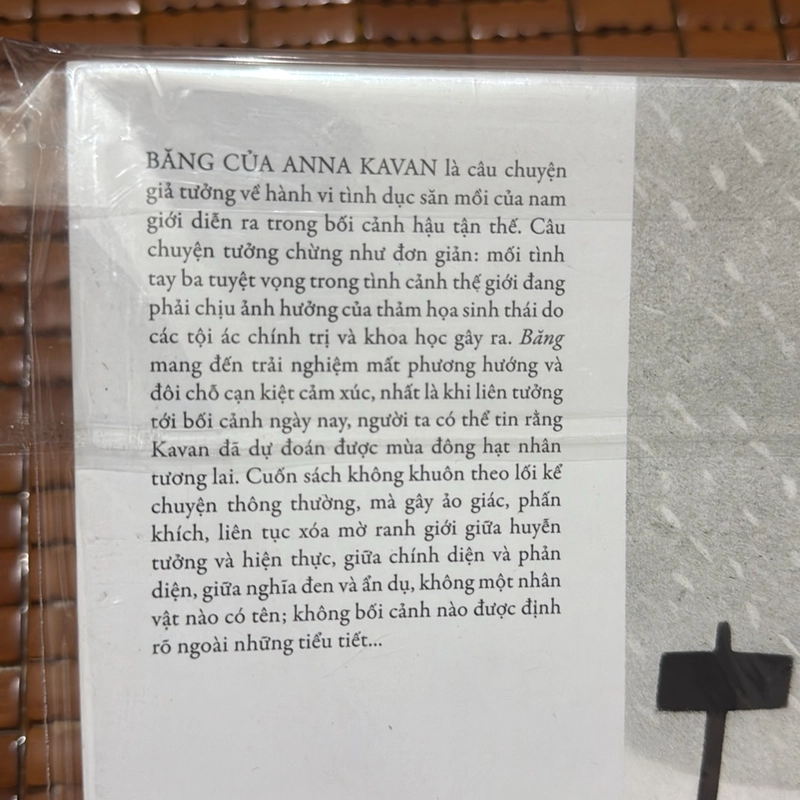 BĂNG CỦA ANNA KAVAN là câu chuyện
giả tưởng về hành vi tình dục săn mồi của nam
giới diễn ra trong bối cảnh hậu tận thế. Câu
chuyện tưởng chừng như đơn giản: mối tình
tay ba tuyệt vọng trong tình cảnh thế giới đang
phải chịu ảnh hưởng của thảm họa sinh thái do
các tội ác chính trị và khoa học gây ra. Băng
mang đến trải nghiệm mất phương hướng và
đôi chỗ cạn kiệt cảm xúc, nhất là khi liên tưởng
tới bối cảnh ngày nay, người ta có thể tin rằng
Kavan đã dự đoán được mùa đông hạt nhân
tương lai. Cuốn sách không khuôn theo lối kể
chuyện thông thường, mà gây ảo giác, phấn
khích, liên tục xóa mờ ranh giới giữa huyễn
tưởng và hiện thực, giữa chính diện và phản
diện, giữa nghĩa đen và ẩn dụ, không một nhân
vật nào có tên; không bối cảnh nào được định
rõ ngoài những tiểu tiết...